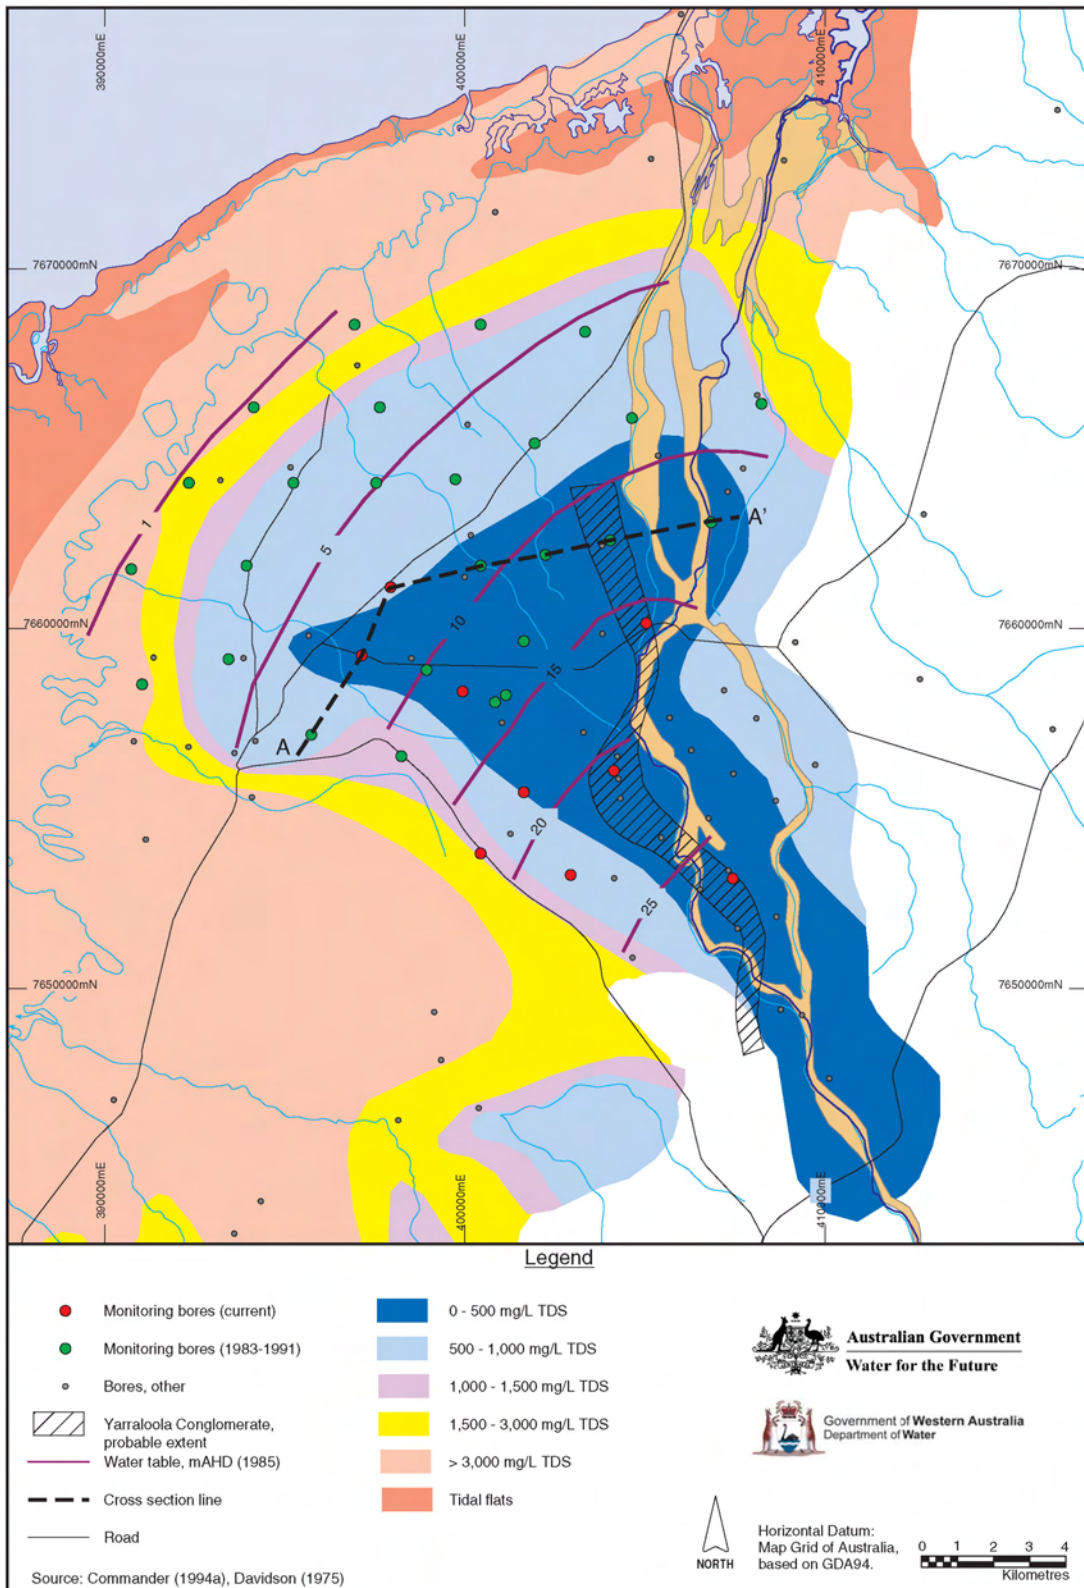 390000mE
400000mE
410000mE
7670000mN
7670000mN
1
5
A'
10
7660000mN
7660000mN
15
A
20
25
7650000mN
7650000mN
390000mE
400000mE
410000mE
Legend
Monitoring bores (current)
Monitoring bores (1983-1991)
Bores, other
Yarraloola Conglomerate,
probable extent
Water table, mAHD (1985)
Cross section line
Road
Source: Commander (1994a), Davidson (1975)
0 - 500 mg/L TDS
500 - 1,000 mg/L TDS
1,000 - 1,500 mg/L TDS
1,500 - 3,000 mg/L TDS
> 3,000 mg/L TDS
Tidal flats
Australian Government
Water for the Future
Government of Western Australia
Department of Water
NORTH
Horizontal Datum:
Map Grid of Australia,
based on GDA94.
0 1 2 3 4
Kilometres